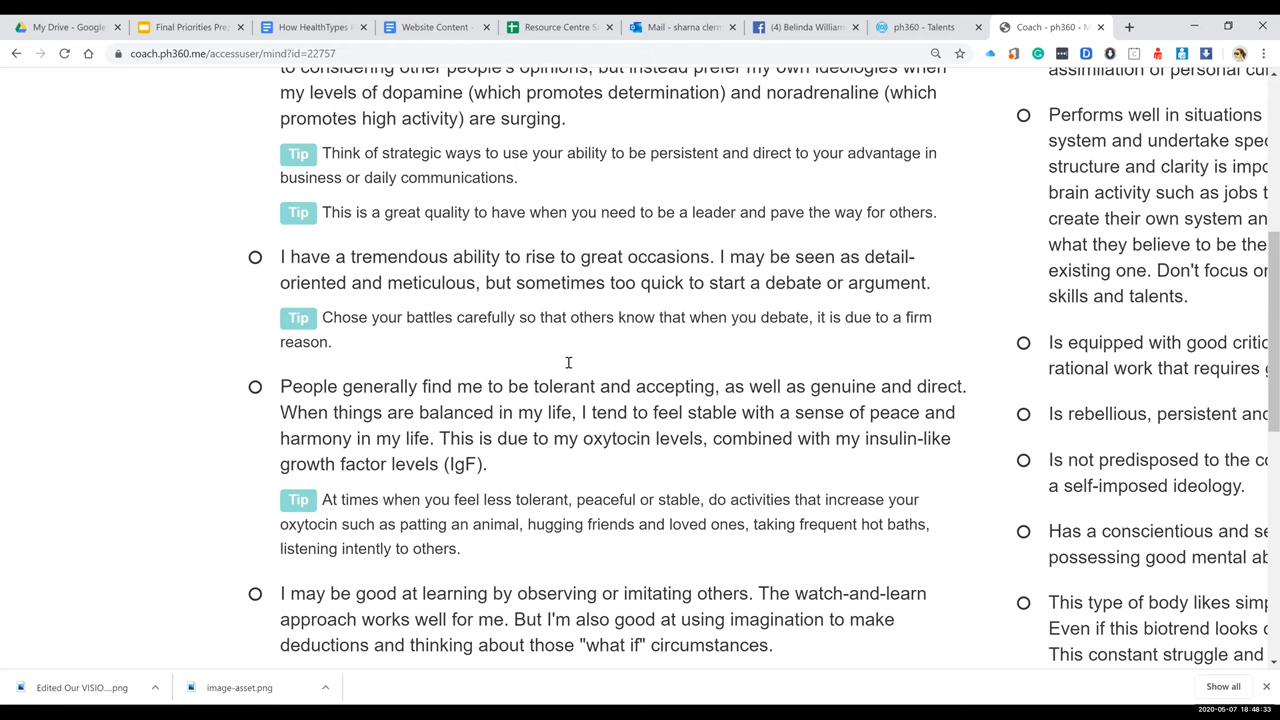 My Drive - Google
Final Priorities Prez
How HealthTypes
Website Content -
Resource Centre S
Mail - sharna clerm
(4) Belinda William
ph360 - Talents
Coach - ph360 - M
coach.ph360.me/accessuser/mind?id=22757
to considering other people's opinions, but instead prefer my own ideologies when
my levels of dopamine (which promotes determination) and noradrenaline (which
promotes high activity) are surging.
Tip Think of strategic ways to use your ability to be persistent and direct to your advantage in
business or daily communications.
Tip This is a great quality to have when you need to be a leader and pave the way for others.
I have a tremendous ability to rise to great occasions. I may be seen as detail-
oriented and meticulous, but sometimes too quick to start a debate or argument.
Tip Chose your battles carefully so that others know that when you debate, it is due to a firm
reason.
People generally find me to be tolerant and accepting, as well as genuine and direct.
When things are balanced in my life, I tend to feel stable with a sense of peace and
harmony in my life. This is due to my oxytocin levels, combined with my insulin-like
growth factor levels (IgF).
Tip At times when you feel less tolerant, peaceful or stable, do activities that increase your
oxytocin such as patting an animal, hugging friends and loved ones, taking frequent hot baths,
listening intently to others.
I may be good at learning by observing or imitating others. The watch-and-learn
approach works well for me. But I'm also good at using imagination to make
deductions and thinking about those "what if" circumstances.
assimilation of personal cu
Performs well in situations
system and undertake spe
structure and clarity is impo
brain activity such as jobs t
create their own system an
what they believe to be the
existing one. Don't focus on
skills and talents.
Is equipped with good critic
rational work that requires
Is rebellious, persistent and
Is not predisposed to the co
a self-imposed ideology.
Has a conscientious and se
possessing good mental ab
This type of body likes simp
Even if this biotrend looks
This constant struggle and
Edited Our VISIO....png
image-asset.png
Show all
2020-05-07 18:48:33